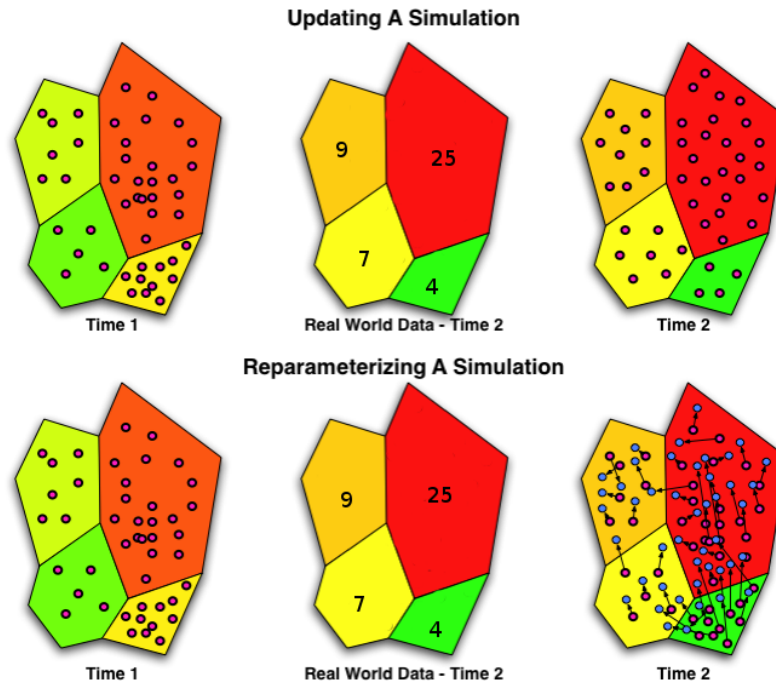 Updating A Simulation
9
25
7
4
Time 1
Real World Data - Time 2
Time 2
Reparameterizing A Simulation
9
25
7
4
Time 1
Real World Data - Time 2
Time 2